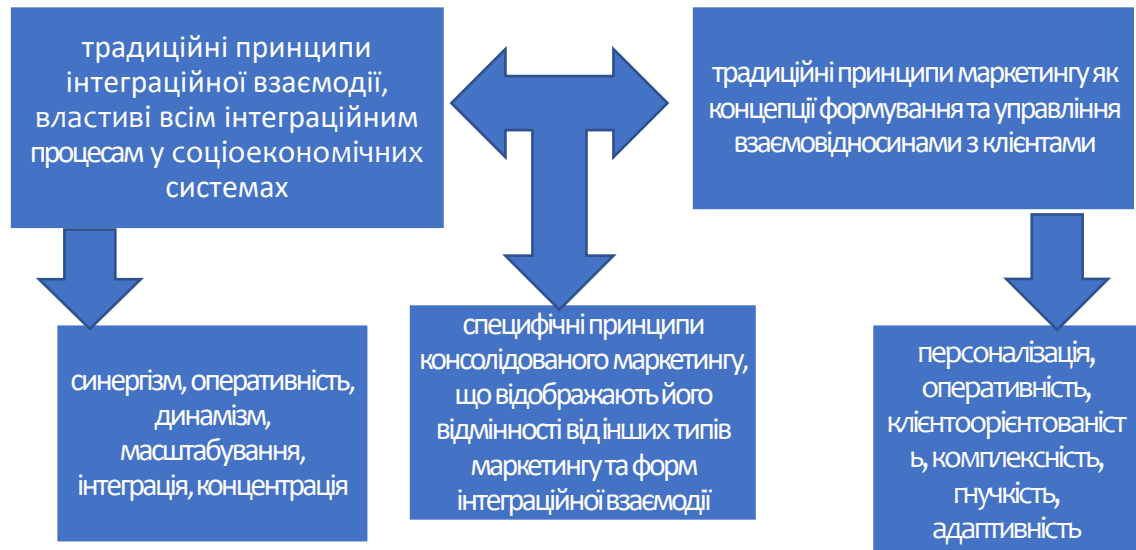 традиційні принципи
інтеграційної взаємодії,
властиві всім інтеграційним
процесам у соціоекономічних
системах
традиційні принципи маркетингу як
концепції формування та управління
взаємовідносинами з клієнтами
синергізм, оперативність,
динамізм,
масштабування,
інтеграція, концентрація
специфічні принципи
консолідованого маркетингу,
що відображають його
відмінності від інших типів
маркетингу та форм
інтеграційної взаємодії
персоналізація,
оперативність,
клієнтоорієнтованіст
ь, комплексність,
гнучкість,
адаптивність